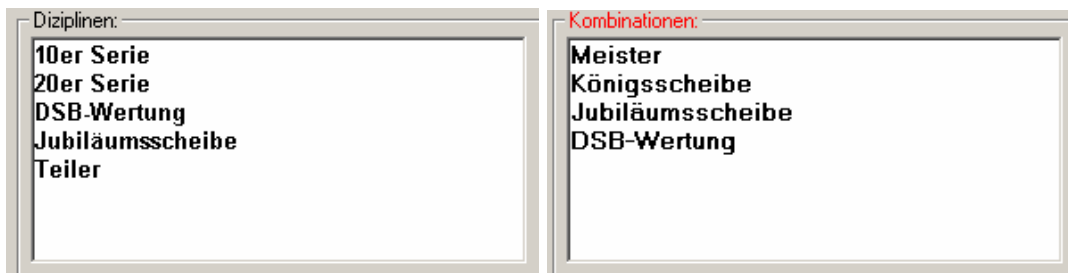 Diziplinen:
10er Serie
20er Serie
DSB-Wertung
Jubiläumsscheibe
Teiler
Kombinationen:
Meister
Königsscheibe
Jubiläumsscheibe
DSB-Wertung